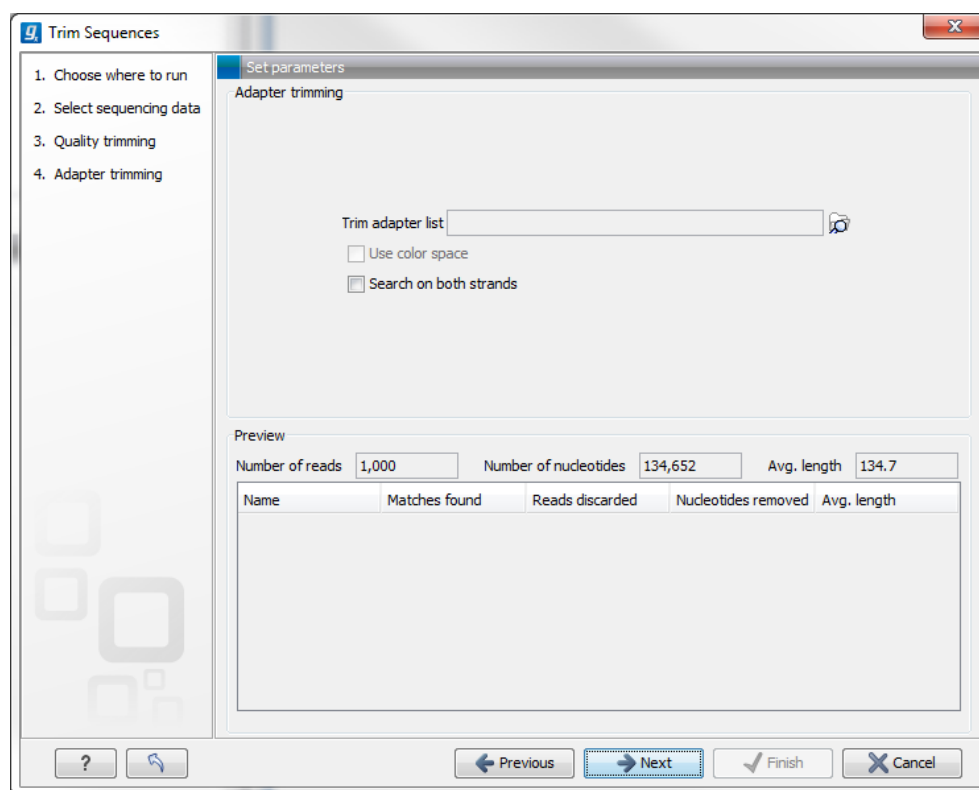 Trim Sequences
1. Choose where to run
2. Select sequencing data
3. Quality trimming
4. Adapter trimming
Set parameters
Adapter trimming
Trim adapter list
Use color space
Search on both strands
Preview
Number of reads 1,000 Number of nucleotides 134,652 Avg. length 134.7
Name Matches found Reads discarded Nucleotides removed Avg. length
? Previous Next Finish Cancel